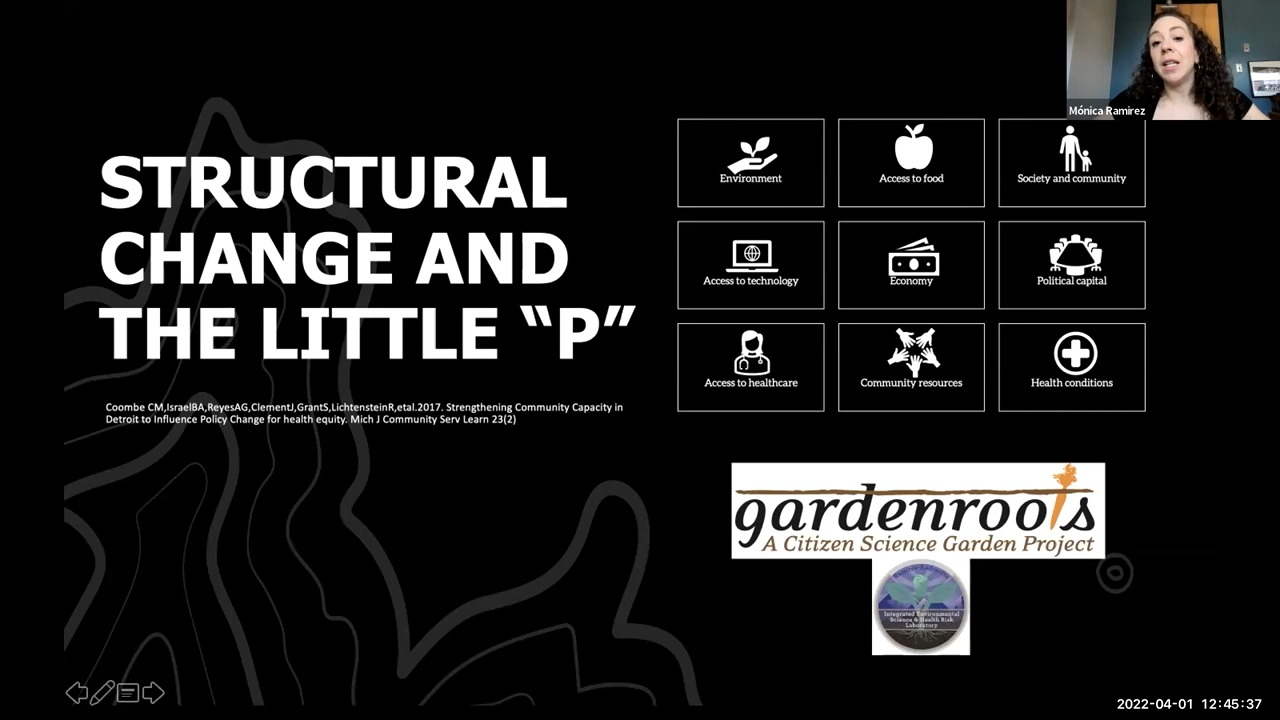 Mónica Ramirez
STRUCTURAL
CHANGE AND
THE LITTLE “P”
Coombe CM,IsraelBA,ReyesAG,ClementJ,GrantS,LichtensteinR,etal.2017. Strengthening Community Capacity in
Detroit to Influence Policy Change for health equity. Mich J Community Serv Learn 23(2)
Environment
Access to food
Society and community
Access to technology
Economy
Political capital
Access to healthcare
Community resources
Health conditions
gardenroots
A Citizen Science Garden Project
Integrated Environmental
Science & Health Risk
Laboratory
2022-04-01 12:45:37